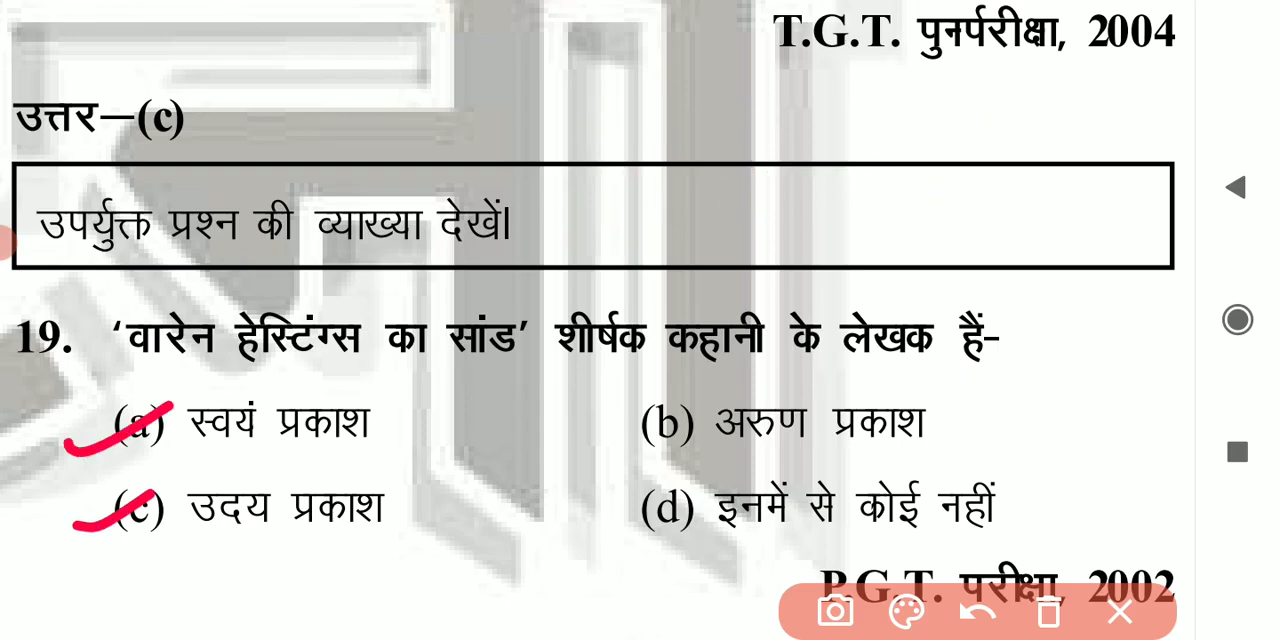 T.G.T. पुनर्परीक्षा, 2004
उत्तर—(c)
उपर्युक्त प्रश्न की व्याख्या देखें।
19. ‘वारेन हेस्टिंग्स का सांड’ शीर्षक कहानी के लेखक हैं-
(a) स्वयं प्रकाश (b) अरुण प्रकाश
(c) उदय प्रकाश (d) इनमें से कोई नहीं
P.G.T. परीक्षा, 2002